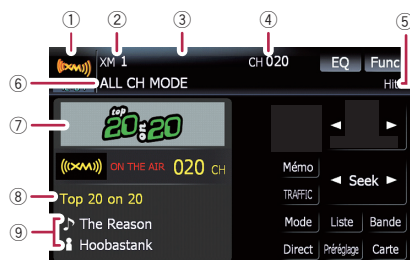 ① ② ③ ④ ⑤
((XM)) XM 1 CH 020 EQ Func
⑥ ALL CH MODE Hit
⑦ top 20 on 20
((XM)) ON THE AIR 020 CH
Mémo
◄ Seek ►
TRAFFIC
⑧ Top 20 on 20
⑨ The Reason
Hoobastank
Mode Liste Bande
Direct Préréglage Carte